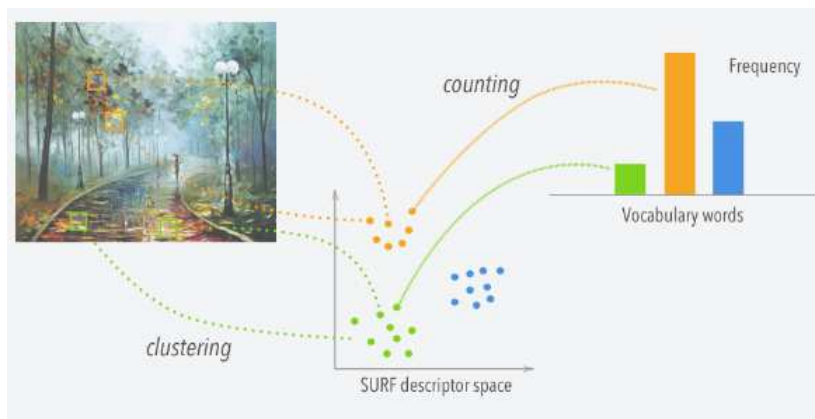 counting
Frequency
Vocabulary words
clustering
SURF descriptor space